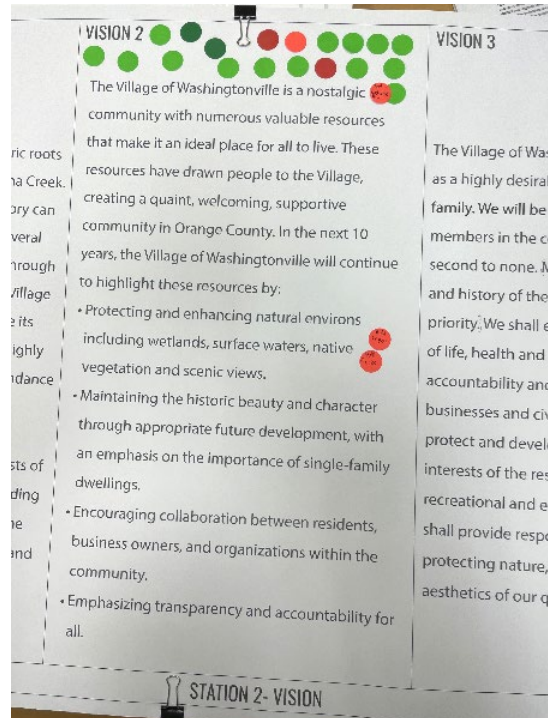 VISION 2
The Village of Washingtonville is a nostalgic
community with numerous valuable resources
that make it an ideal place for all to live. These
resources have drawn people to the Village,
creating a quaint, welcoming, supportive
community in Orange County. In the next 10
years, the Village of Washingtonville will continue
to highlight these resources by:
• Protecting and enhancing natural environs
including wetlands, surface waters, native
vegetation and scenic views.
• Maintaining the historic beauty and character
through appropriate future development, with
an emphasis on the importance of single-family
dwellings.
• Encouraging collaboration between residents,
business owners, and organizations within the
community.
• Emphasizing transparency and accountability for
all.
VISION 3
The Village of Was
as a highly desiral
family. We will be
members in the c
second to none.
and history of the
priority. We shall e
of life, health and
accountability and
businesses and civ
protect and devel
interests of the res
recreational and e
shall provide respo
protecting nature,
aesthetics of our q
ric roots
na Creek.
ory can
veral
hrough
Village
e its
ighly
ndance
sts of
ding
ne
and
STATION 2- VISION